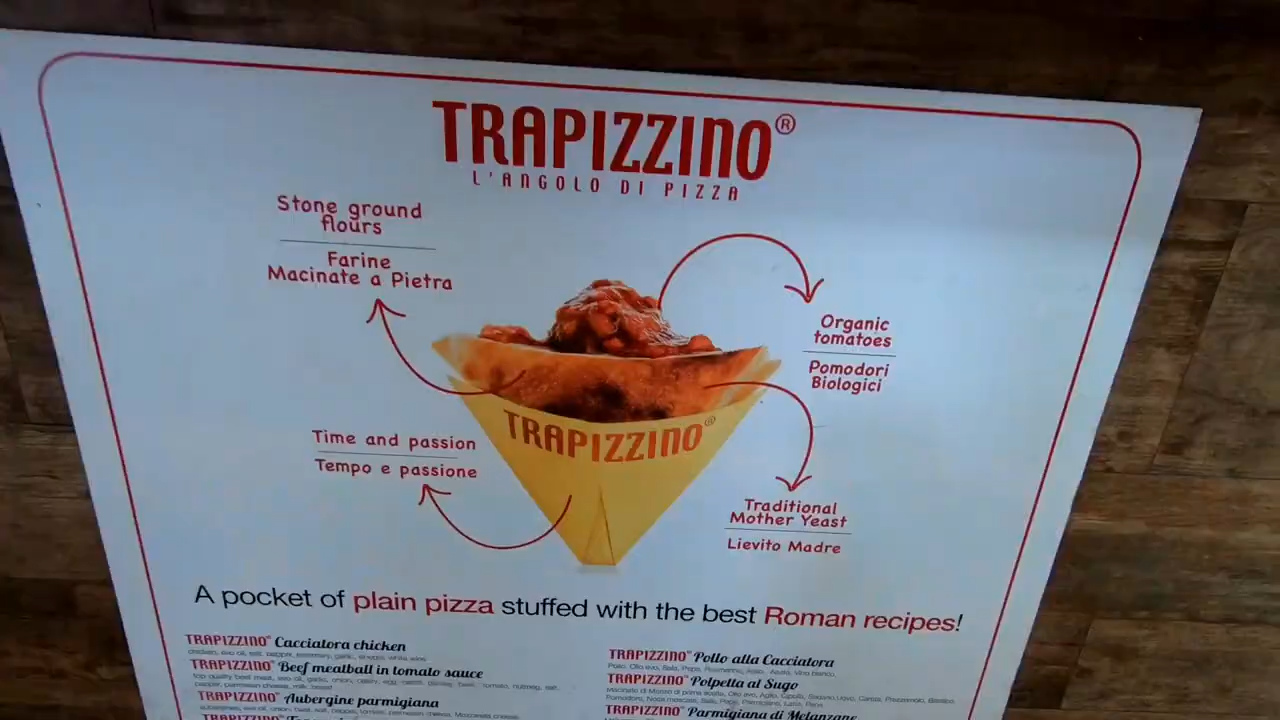 TRAPIZZINO®
L'ANGOLO DI PIZZA
Stone ground
flours
Farine
Macinate a Pietra
Organic
tomatoes
Pomodori
Biologici
TRAPIZZINO®
Time and passion
Tempo e passione
Traditional
Mother Yeast
Lievito Madre
A pocket of plain pizza stuffed with the best Roman recipes!
TRAPIZZINO® Cacciatora chicken
TRAPIZZINO® Beef meatball in tomato sauce
TRAPIZZINO® Aubergine parmigiana
TRAPIZZINO® Pollo alla Cacciatora
TRAPIZZINO® Polpetta al Sugo
TRAPIZZINO® Parmigiana di Melanzane